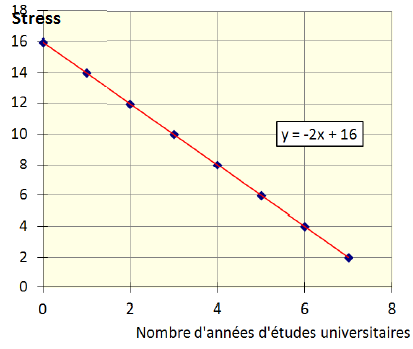 18
Stress
16
14
12
10
8
6
4
2
0
y = -2x + 16
0 2 4 6 8
Nombre d'années d'études universitaires